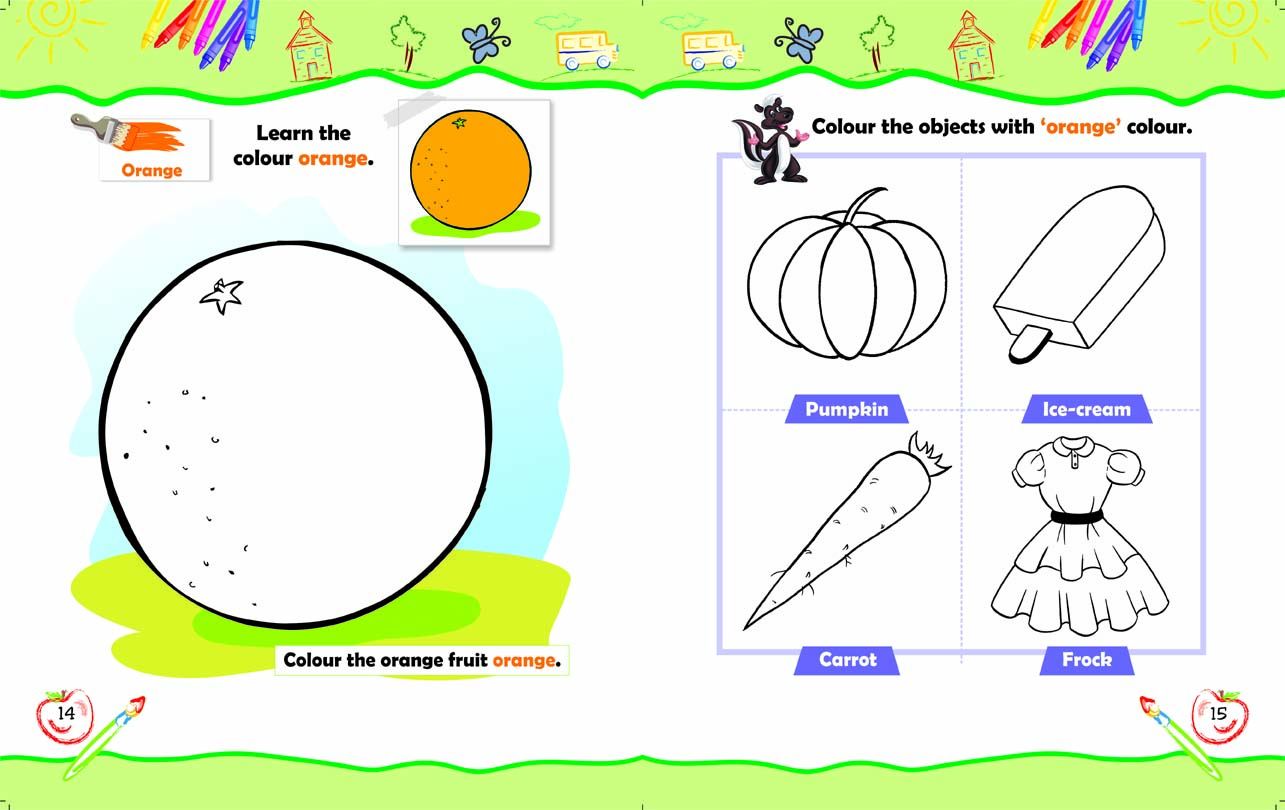 Orange
Learn the
colour orange.
Colour the orange fruit orange.
14
Colour the objects with ‘orange’ colour.
Pumpkin
Ice-cream
Carrot
Frock
15